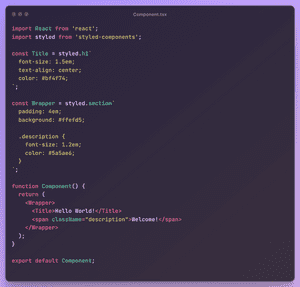 Component.tsx
import React from 'react';
import styled from 'styled-components';
const Title = styled.h1`
font-size: 1.5em;
text-align: center;
color: #bf4f74;
`;
const Wrapper = styled.section`
padding: 4em;
background: #ffefd5;
.description {
font-size: 1.2em;
color: #5a5aa6;
}
`;
function Component() {
return (
<Wrapper>
<Title>Hello World!</Title>
<span className="description">Welcome!</span>
</Wrapper>
);
}
export default Component;